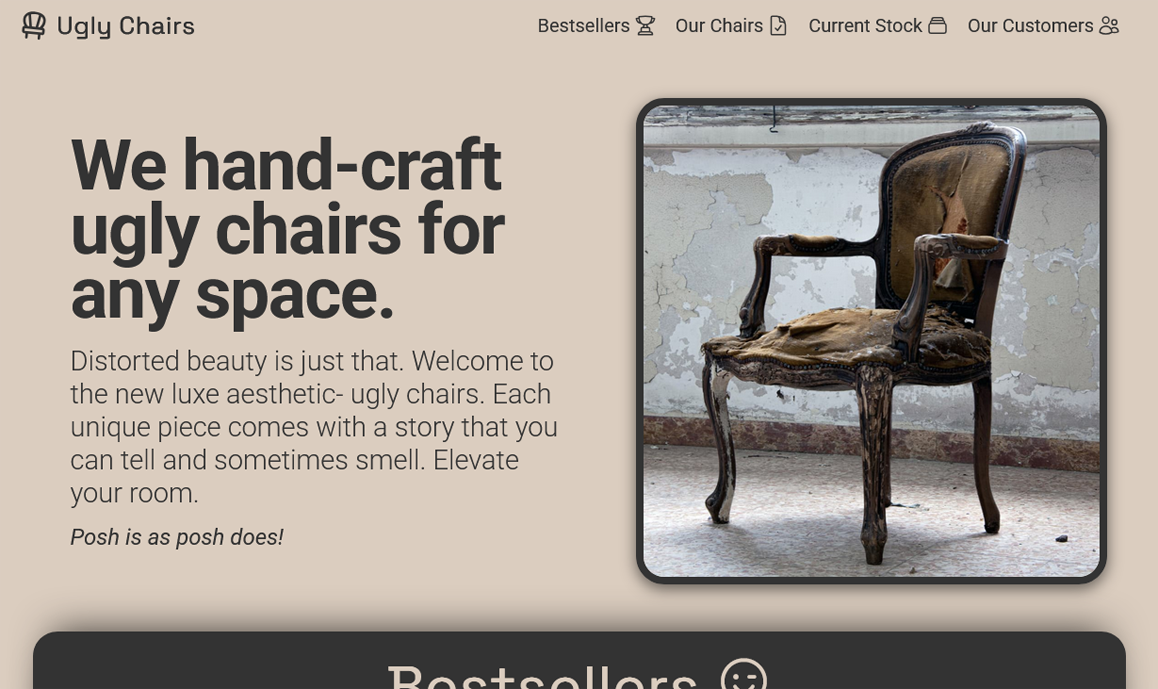 Ugly Chairs
Bestsellers
Our Chairs
Current Stock
Our Customers
We hand-craft
ugly chairs for
any space.
Distorted beauty is just that. Welcome to
the new luxe aesthetic- ugly chairs. Each
unique piece comes with a story that you
can tell and sometimes smell. Elevate
your room.
Posh is as posh does!
Bestsellers